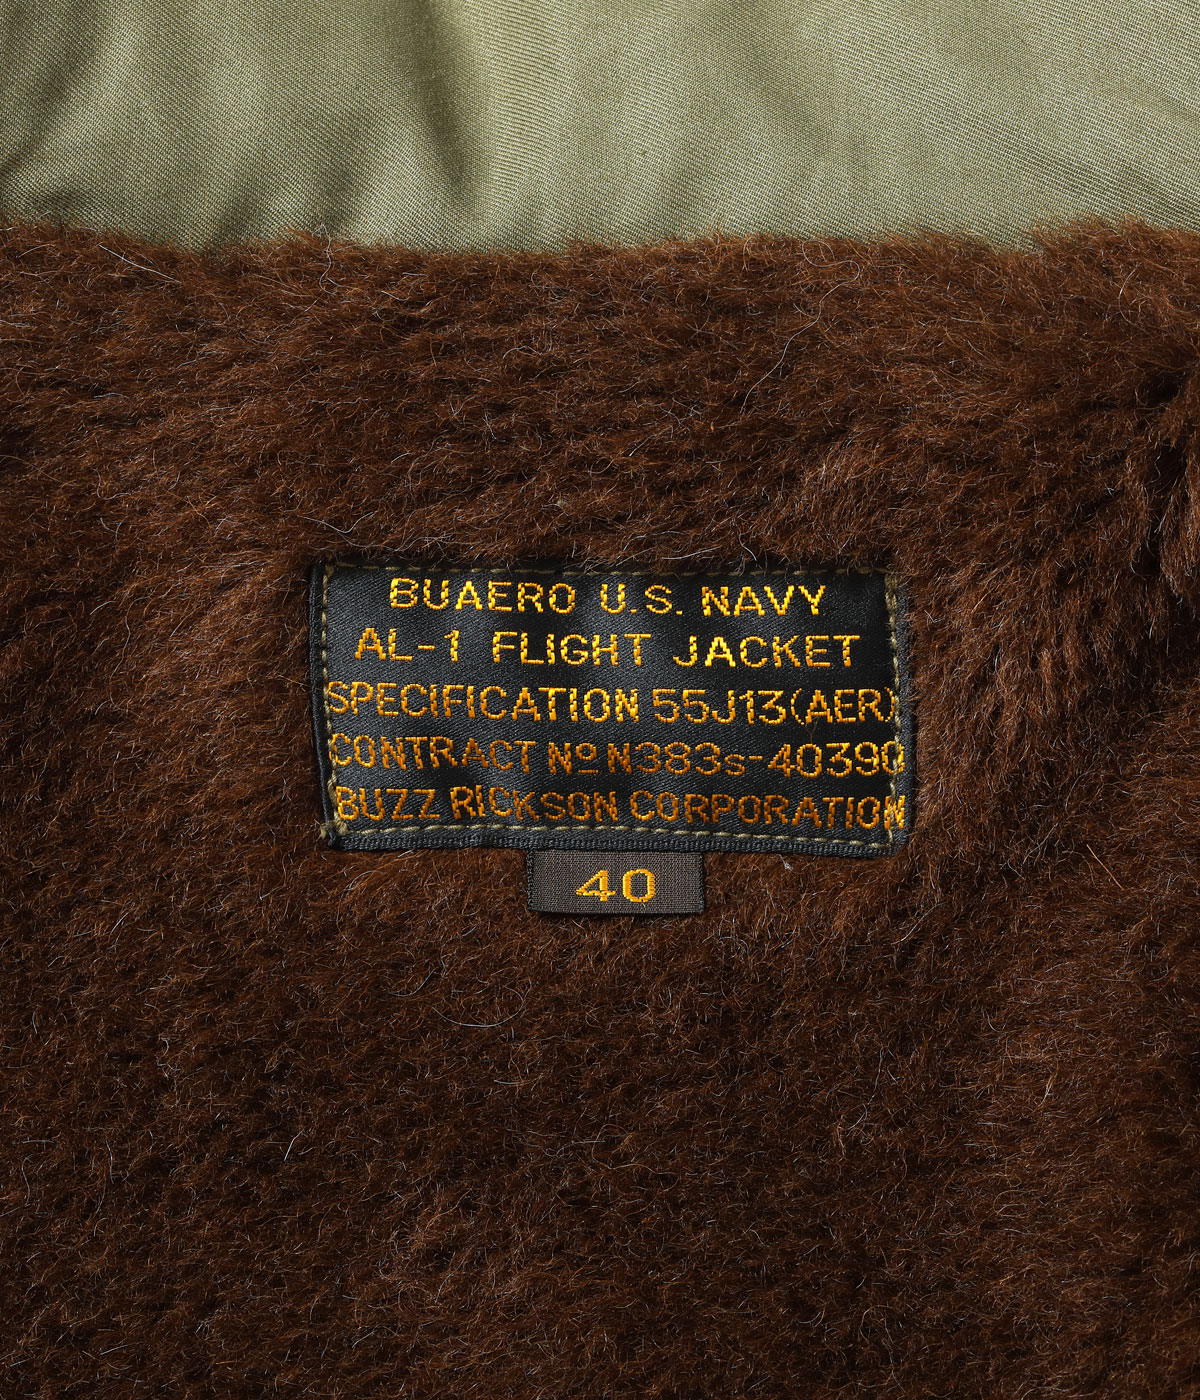 BUAERO U.S. NAVY
AL-1 FLIGHT JACKET
SPECIFICATION 55J13(AER)
CONTRACT Nº N383s-40390
BUZZ RICKSON CORPORATION
40